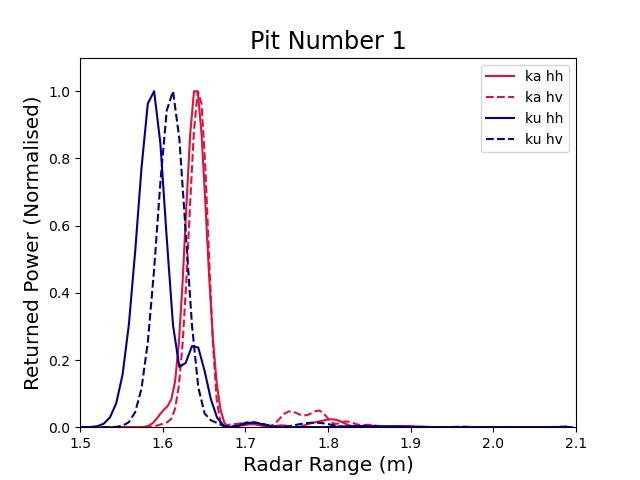 Pit Number 1
ka hh
ka hv
ku hh
ku hv
Returned Power (Normalised)
1.0
0.8
0.6
0.4
0.2
0.0
1.5 1.6 1.7 1.8 1.9 2.0 2.1
Radar Range (m)